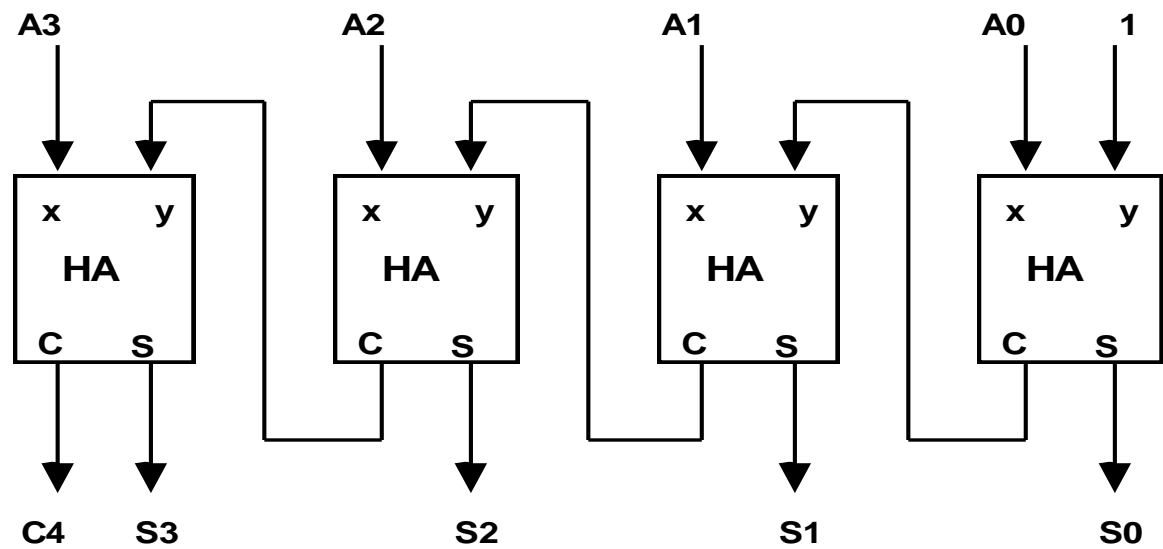 A3 A2 A1 A0 1
x y x y x y x y
HA HA HA HA
C S C S C S C S
C4 S3 S2 S1 S0